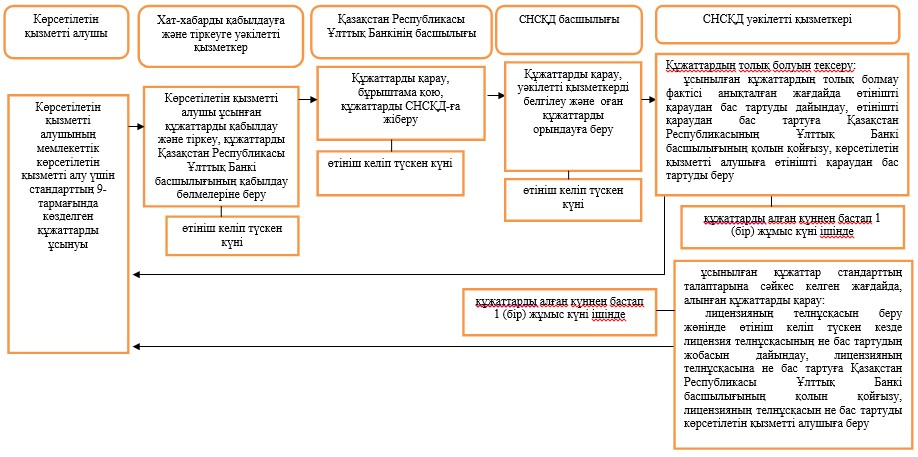 Көрсетілетін
қызметті алушы
Хат-хабарды қабылдауға
және тіркеуге уәкілетті
қызметкер
Қазақстан Республикасы
Ұлттық Банкінің басшылығы
СНСҚД басшылығы
СНСҚД уәкілетті қызметкері
Көрсетілетін
қызметті
алушының
мемлекеттік
көрсетілетін
қызметті алу үшін
стандарттың 9-
тармағында
көзделген
құжаттарды
ұсынуы
Көрсетілетін қызметті
алушы ұсынған
құжаттарды қабылдау
және тіркеу, құжаттарды
Қазақстан Республикасы
Ұлттық Банкі
басшылығының қабылдау
бөлмелеріне беру
өтініш келіп түскен
күні
Құжаттарды қарау,
бұрыштама қою,
құжаттарды СНСҚД-ға
жіберу
өтініш келіп түскен күні
Құжаттарды қарау,
уәкілетті қызметкерді
белгілеу және оған
құжаттарды
орындауға беру
өтініш келіп түскен
күні
Құжаттардың толық болуын тексеру:
ұсынылған құжаттардың толық болмау
фактісі анықталған жағдайда өтінішті
қараудан бас тартуды дайындау, өтінішті
қараудан бас тартуға Қазақстан
Республикасының Ұлттық Банкі
басшылығының қолын қойғызу, көрсетілетін
қызметті алушыға өтінішті қараудан бас
тартуды беру
құжаттарды алған күннен бастап 1
(бір) жұмыс күні ішінде
құжаттарды алған күннен бастап
1 (бір) жұмыс күні ішінде
ұсынылған құжаттар стандарттың
талаптарына сәйкес келген жағдайда,
алынған құжаттарды қарау:
лицензияның телнұсқасын беру
жөнінде өтініш келіп түскен кезде
лицензия телнұсқасының не бас тартудың
жобасын дайындау, лицензияның
телнұсқасына не бас тартуға Қазақстан
Республикасы Ұлттық Банкі
басшылығының қолын қойғызу,
лицензияның телнұсқасын не бас тартуды
көрсетілетін қызметті алушыға беру